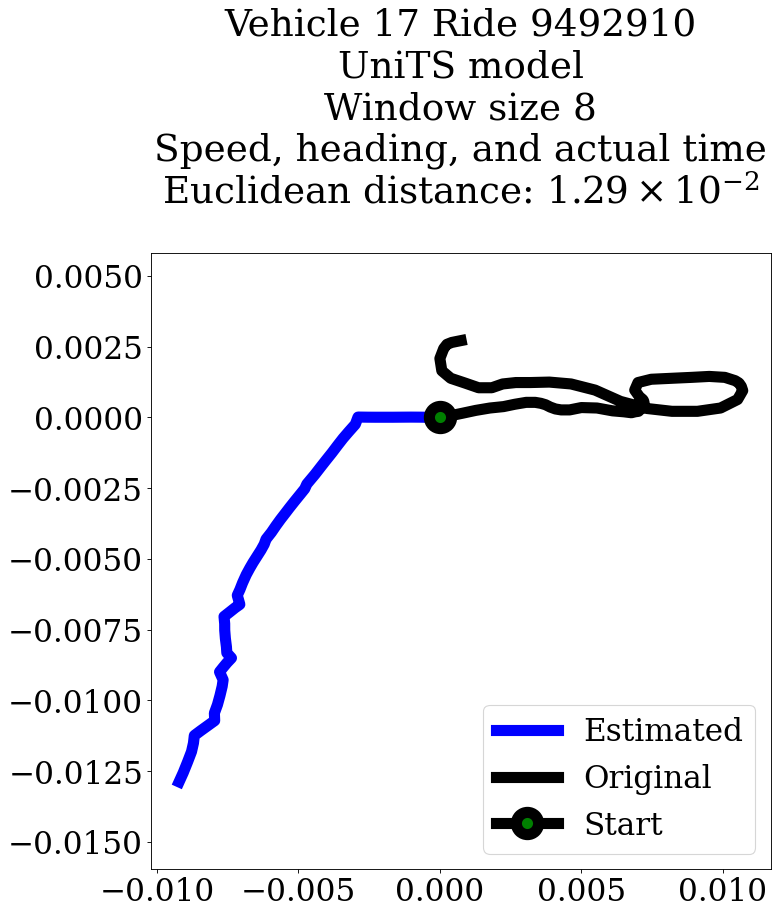 Vehicle 17 Ride 9492910
UniTS model
Window size 8
Speed, heading, and actual time
Euclidean distance: 1.29 × 10⁻²
0.0050
0.0025
0.0000
−0.0025
−0.0050
−0.0075
−0.0100
−0.0125
−0.0150
Estimated
Original
Start
−0.010 −0.005 0.000 0.005 0.010